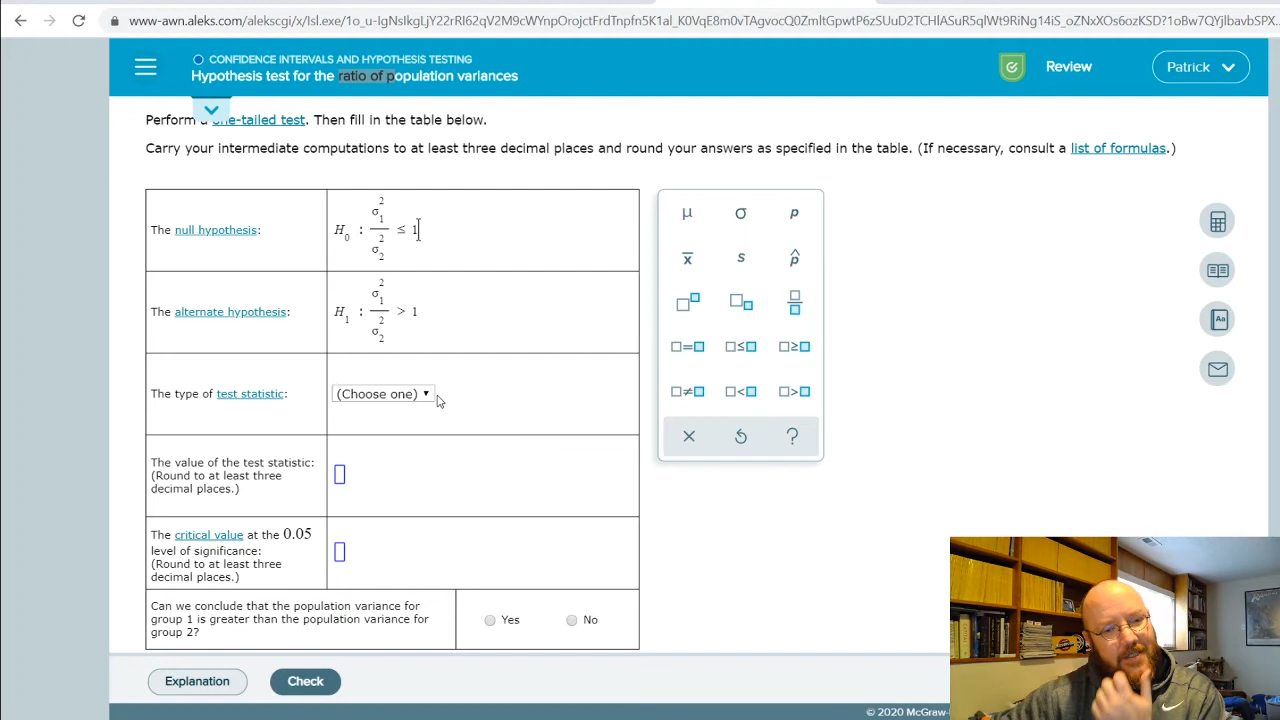 www-awn.aleks.com/alekscgi/x/Isl.exe/1o_u-IgNsIkgLjY22rRI62qV2M9cWYnpOrojctFrdTnpfn5K1al_K0VqE8m0vTAgvocQ0ZmltGpwtP6zSUuD2TCHlASuR5qlWt9RiNg14iS_oZNxXOs6ozKSD?1oBw7QYjlbavbSPX...
CONFIDENCE INTERVALS AND HYPOTHESIS TESTING
Hypothesis test for the ratio of population variances
Review
Patrick
Perform a one-tailed test. Then fill in the table below.
Carry your intermediate computations to at least three decimal places and round your answers as specified in the table. (If necessary, consult a list of formulas.)
The null hypothesis:
H₀ : σ₁² / σ₂² ≤ 1
The alternate hypothesis:
H₁ : σ₁² / σ₂² > 1
The type of test statistic:
(Choose one) ▼
The value of the test statistic:
(Round to at least three
decimal places.)
The critical value at the 0.05
level of significance:
(Round to at least three
decimal places.)
Can we conclude that the population variance for
group 1 is greater than the population variance for
group 2?
Yes
No
μ σ p
x̅ s p̂
□=□ □≤□ □≥□
□≠□ □<□ □>□
× ↺ ?
Aa
Explanation
Check
© 2020 McGraw-